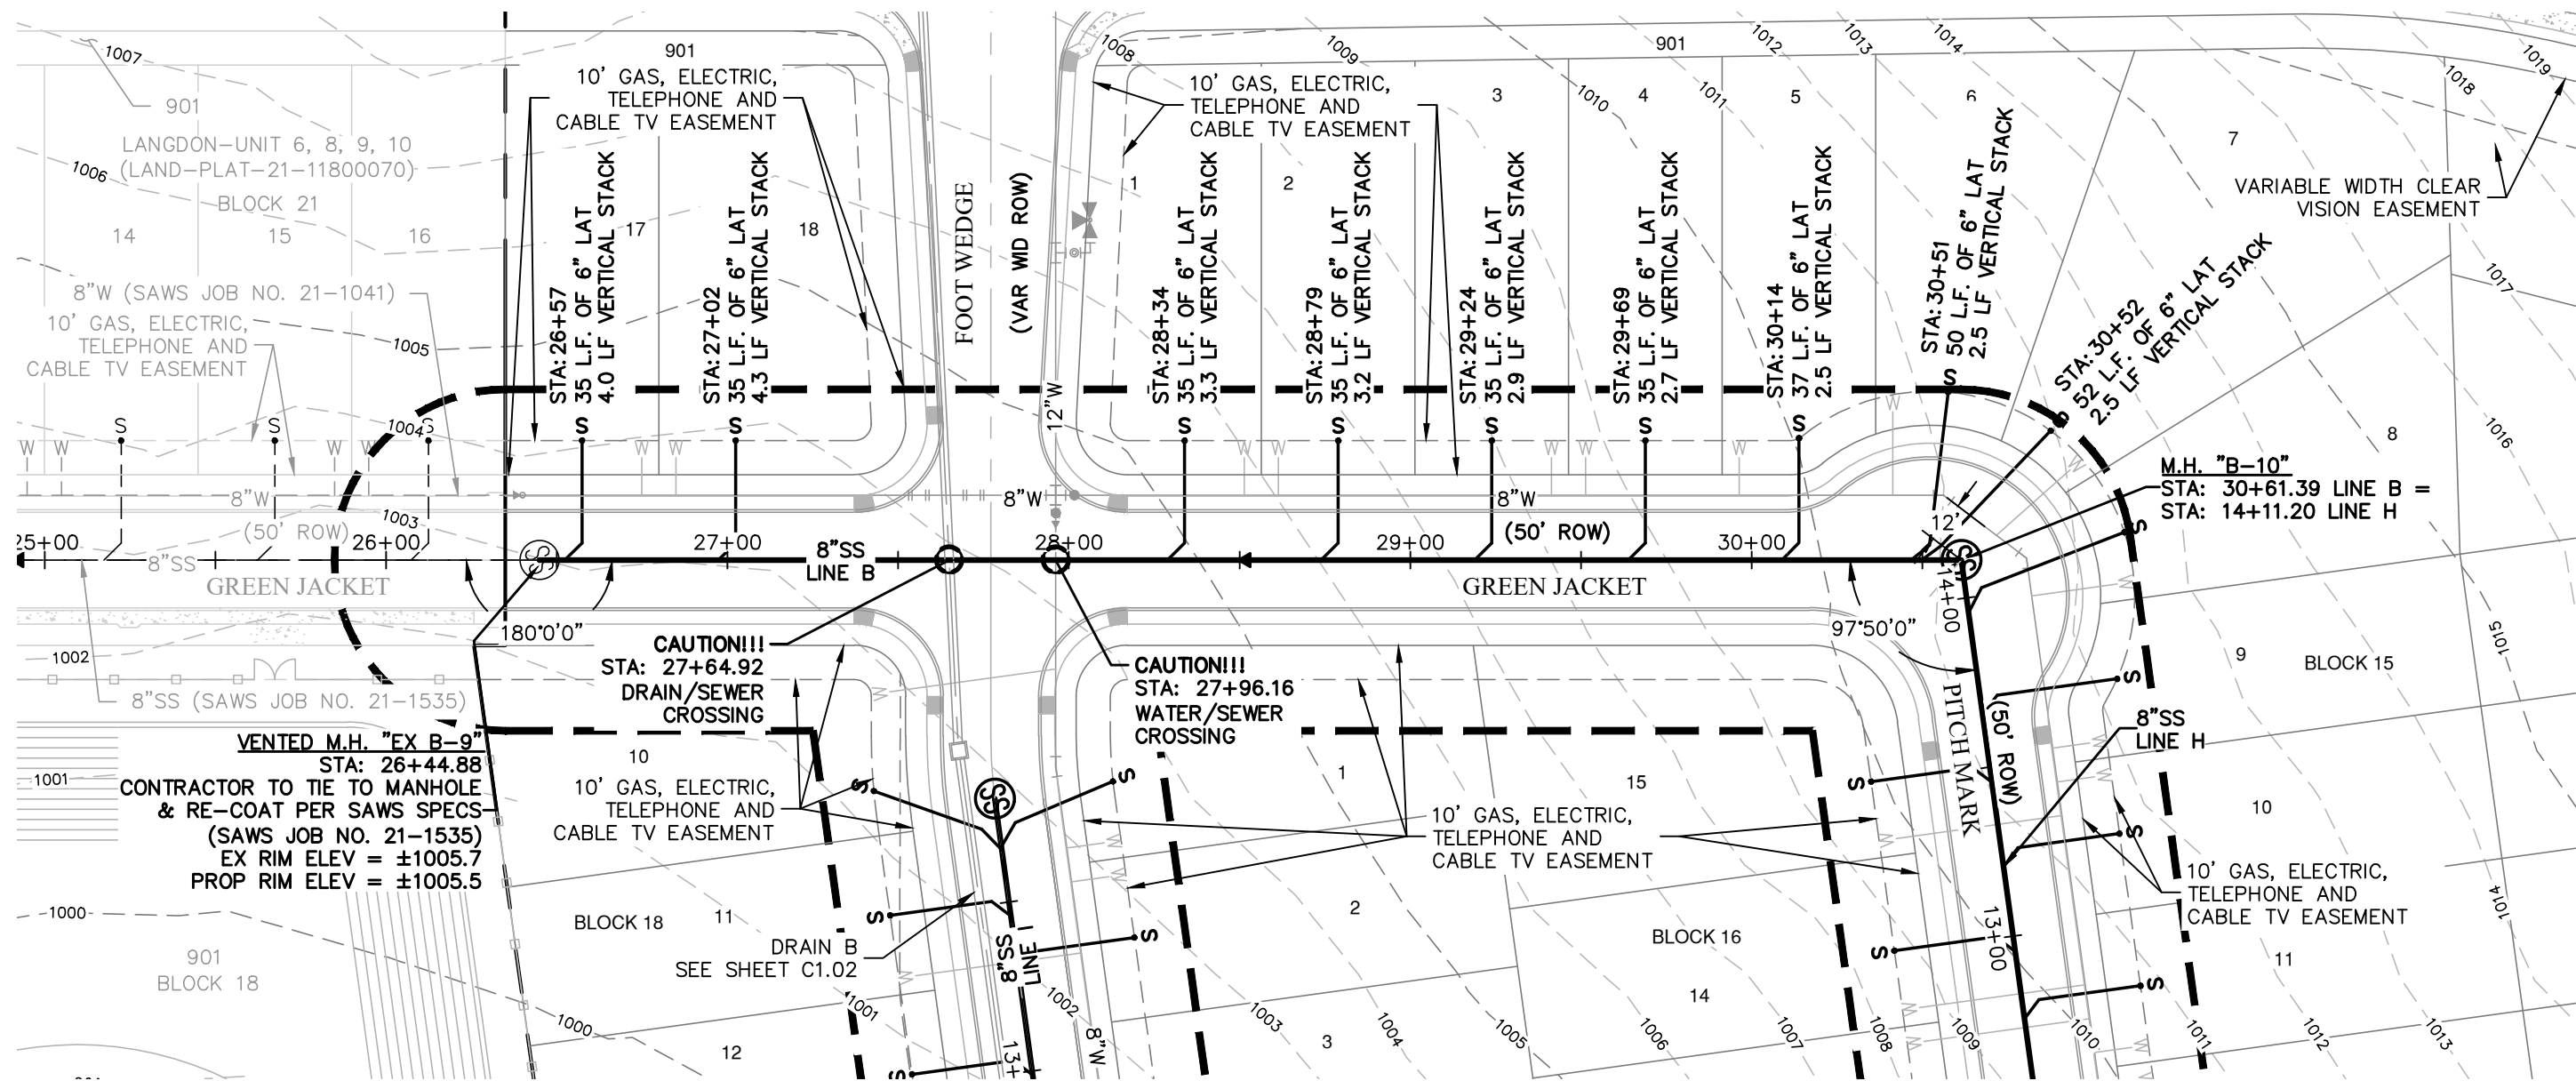 1007
901
LANGDON-UNIT 6, 8, 9, 10
(LAND-PLAT-21-11800070)
1006
BLOCK 21
14
15
16
8"W (SAWS JOB NO. 21-1041)
10' GAS, ELECTRIC,
TELEPHONE AND
CABLE TV EASEMENT
1005
1004
S
S
S
W
W
W
W
8"W
1003
(50' ROW)
25+00
26+00
8"SS
GREEN JACKET
1002
8"SS (SAWS JOB NO. 21-1535)
901
10' GAS, ELECTRIC,
TELEPHONE AND
CABLE TV EASEMENT
17
18
STA:26+57
35 L.F. OF 6" LAT
4.0 LF VERTICAL STACK
STA:27+02
35 L.F. OF 6" LAT
4.3 LF VERTICAL STACK
S
S
W
W
FOOT WEDGE
(VAR WID ROW)
12"W
1008
1009
901
1012
1013
1014
1019
1018
10' GAS, ELECTRIC,
TELEPHONE AND
CABLE TV EASEMENT
1
2
3
4
5
6
7
1010
1011
VARIABLE WIDTH CLEAR
VISION EASEMENT
1017
STA:28+34
35 L.F. OF 6" LAT
3.3 LF VERTICAL STACK
STA:28+79
35 L.F. OF 6" LAT
3.2 LF VERTICAL STACK
STA:29+24
35 L.F. OF 6" LAT
2.9 LF VERTICAL STACK
STA:29+69
35 L.F. OF 6" LAT
2.7 LF VERTICAL STACK
STA:30+14
37 L.F. OF 6" LAT
2.5 LF VERTICAL STACK
STA:30+51
50 L.F. OF 6" LAT
2.5 LF VERTICAL STACK
STA:30+52
52 L.F. OF 6" LAT
2.5 LF VERTICAL STACK
S
S
S
S
S
S
S
W
W
W
W
W
W
8
1016
8"W
8"W
(50' ROW)
M.H. "B-10"
STA: 30+61.39 LINE B =
STA: 14+11.20 LINE H
12'
SS
27+00
28+00
29+00
30+00
SS
8"SS
LINE B
GREEN JACKET
14+00
S
180°0'0"
97°50'0"
CAUTION!!!
STA: 27+64.92
DRAIN/SEWER
CROSSING
CAUTION!!!
STA: 27+96.16
WATER/SEWER
CROSSING
9
BLOCK 15
1015
PITCH MARK
(50' ROW)
S
8"SS
LINE H
VENTED M.H. "EX B-9"
STA: 26+44.88
CONTRACTOR TO TIE TO MANHOLE
& RE-COAT PER SAWS SPECS
(SAWS JOB NO. 21-1535)
EX RIM ELEV = ±1005.7
PROP RIM ELEV = ±1005.5
1001
1000
901
BLOCK 18
10
10' GAS, ELECTRIC,
TELEPHONE AND
CABLE TV EASEMENT
S
SS
S
1
15
10' GAS, ELECTRIC,
TELEPHONE AND
CABLE TV EASEMENT
S
S
10
10' GAS, ELECTRIC,
TELEPHONE AND
CABLE TV EASEMENT
1014
BLOCK 18
11
S
DRAIN B
SEE SHEET C1.02
LINE I
8"SS
S
2
BLOCK 16
S
13+00
11
S
14
1001
1002
1000
12
S
13+
8"W
1003
3
1004
1005
1006
1007
1008
1009
1010
1011
1012
1013